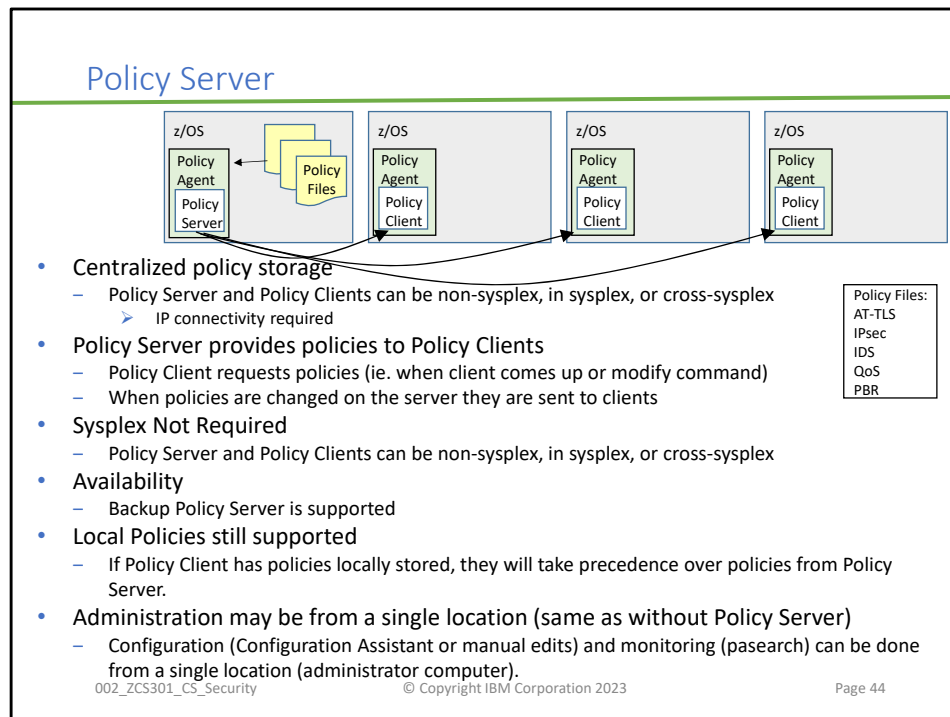 Policy Server
z/OS
Policy
Agent
Policy
Server
Policy
Files
z/OS
Policy
Agent
Policy
Client
z/OS
Policy
Agent
Policy
Client
z/OS
Policy
Agent
Policy
Client
• Centralized policy storage
– Policy Server and Policy Clients can be non-sysplex, in sysplex, or cross-sysplex
➢ IP connectivity required
• Policy Server provides policies to Policy Clients
– Policy Client requests policies (ie. when client comes up or modify command)
– When policies are changed on the server they are sent to clients
Policy Files:
AT-TLS
IPsec
IDS
QoS
PBR
• Sysplex Not Required
– Policy Server and Policy Clients can be non-sysplex, in sysplex, or cross-sysplex
• Availability
– Backup Policy Server is supported
• Local Policies still supported
– If Policy Client has policies locally stored, they will take precedence over policies from Policy
Server.
• Administration may be from a single location (same as without Policy Server)
– Configuration (Configuration Assistant or manual edits) and monitoring (pasearch) can be done
from a single location (administrator computer).
002_ZCS301_CS_Security
© Copyright IBM Corporation 2023
Page 44